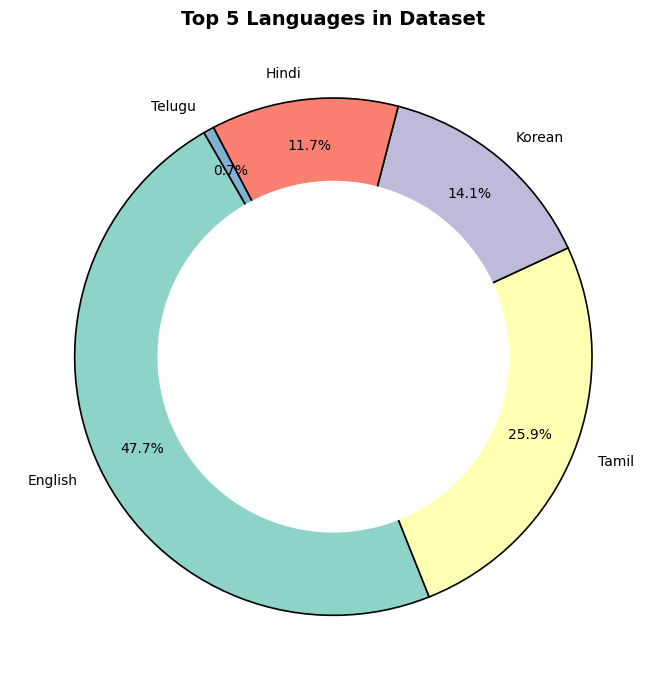 Top 5 Languages in Dataset
Hindi
Telugu
Korean
11.7%
0.7%
14.1%
25.9%
47.7%
Tamil
English